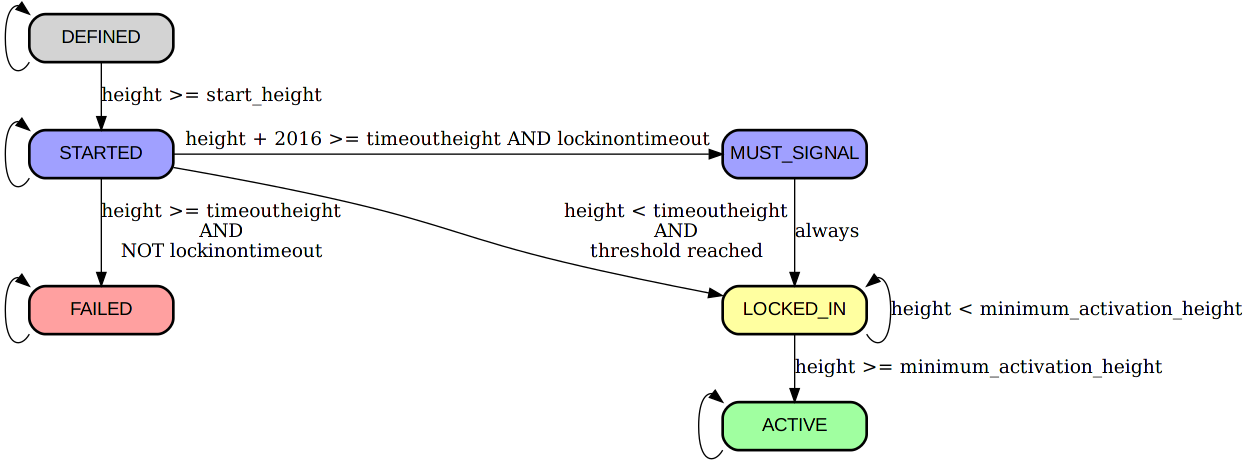 DEFINED
height >= start_height
STARTED
height + 2016 >= timeoutheight AND lockinontimeout
MUST_SIGNAL
height >= timeoutheight
AND
NOT lockinontimeout
height < timeoutheight
AND
threshold reached
always
FAILED
LOCKED_IN
height < minimum_activation_height
height >= minimum_activation_height
ACTIVE